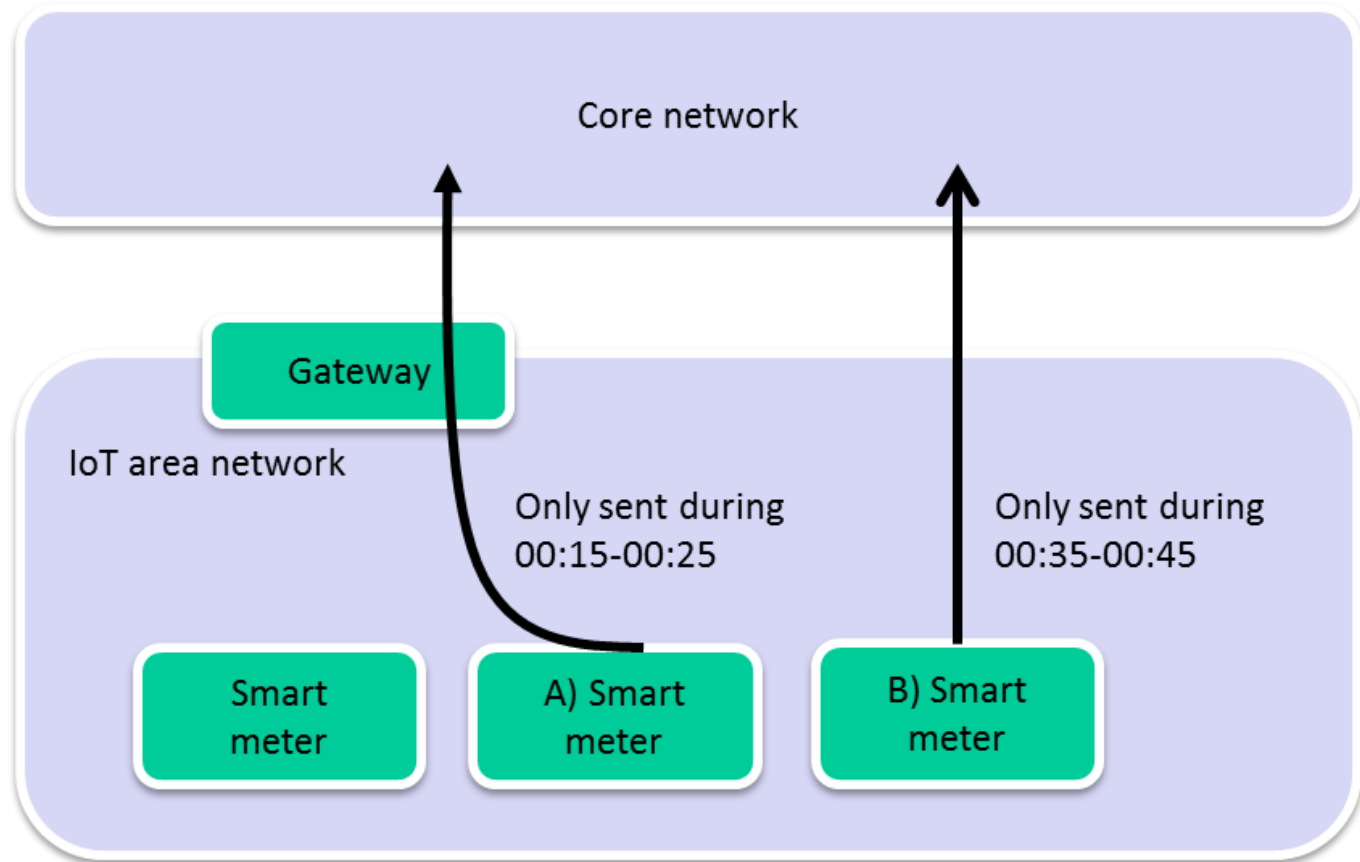 Core network
Gateway
IoT area network
Only sent during
00:15-00:25
Only sent during
00:35-00:45
Smart
meter
A) Smart
meter
B) Smart
meter